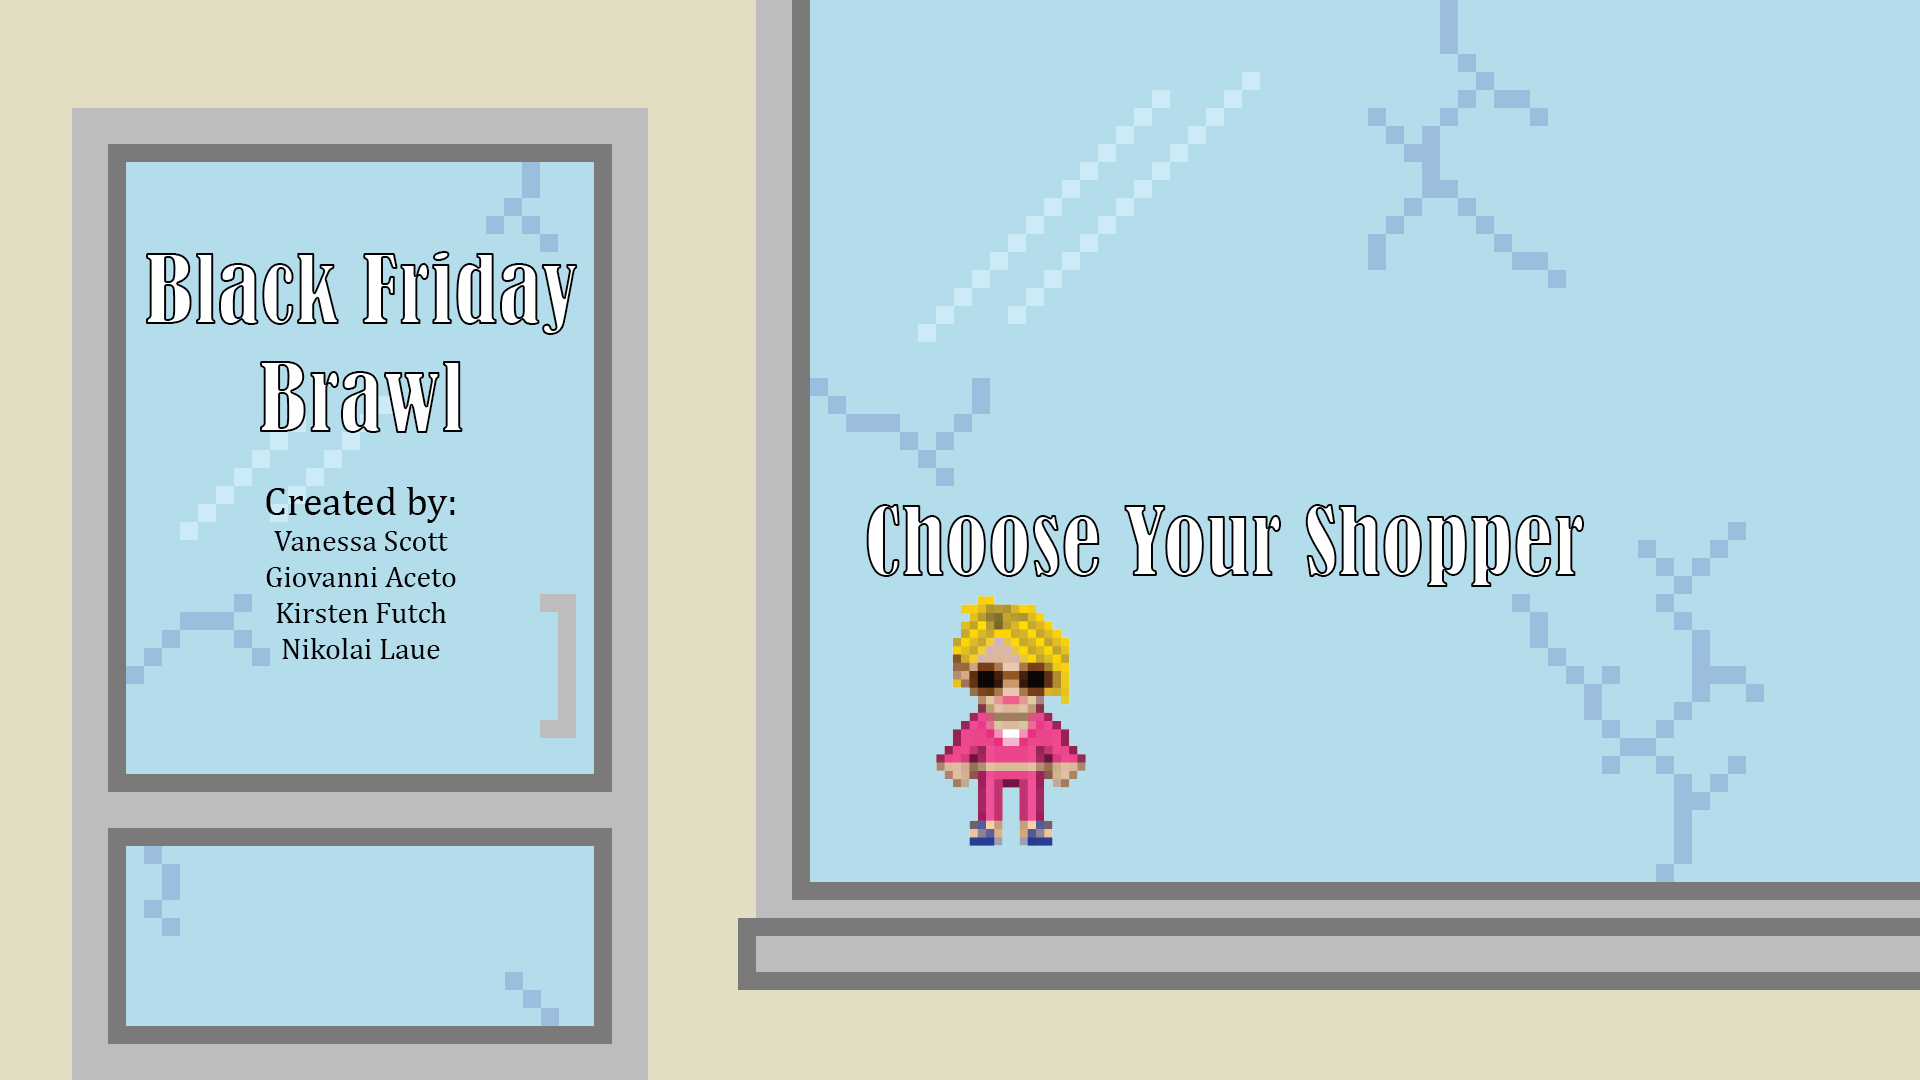 Black Friday
Brawl
Created by:
Vanessa Scott
Giovanni Aceto
Kirsten Futch
Nikolai Laue
Choose Your Shopper